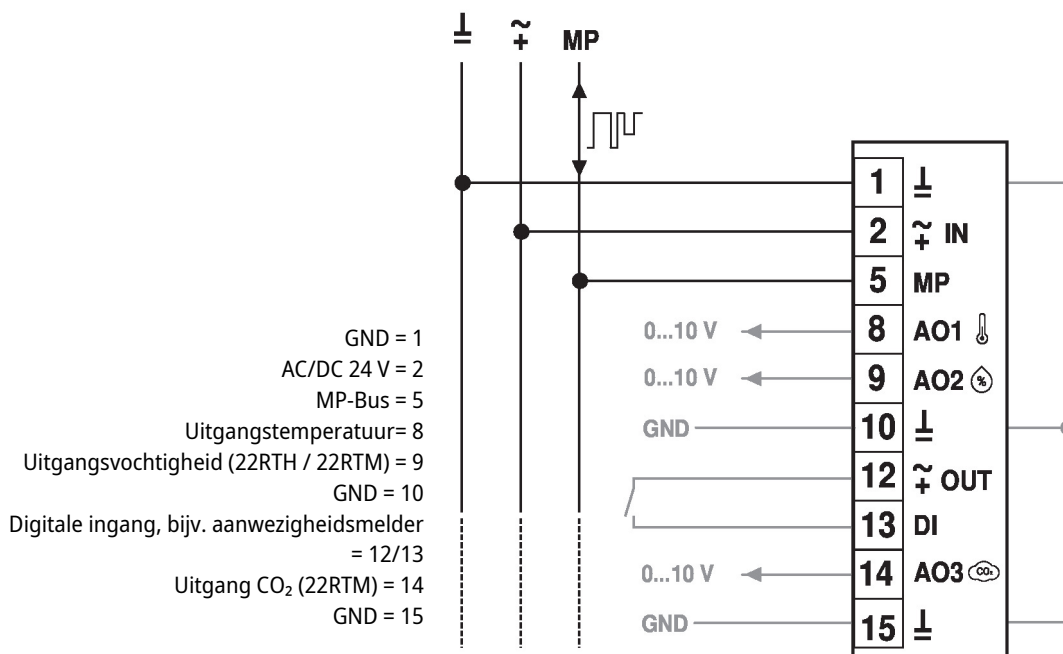 MP
1
2 IN
5 MP
GND = 1
0...10 V 8 AO1
AC/DC 24 V = 2
MP-Bus = 5
0...10 V 9 AO2 %
Uitgangstemperatuur= 8
GND 10
Uitgangsvochtigheid (22RTH / 22RTM) = 9
12 OUT
GND = 10
Digitale ingang, bijv. aanwezigheidsmelder
= 12/13
13 DI
Uitgang CO₂ (22RTM) = 14
0...10 V 14 AO3 CO₂
GND = 15
GND 15